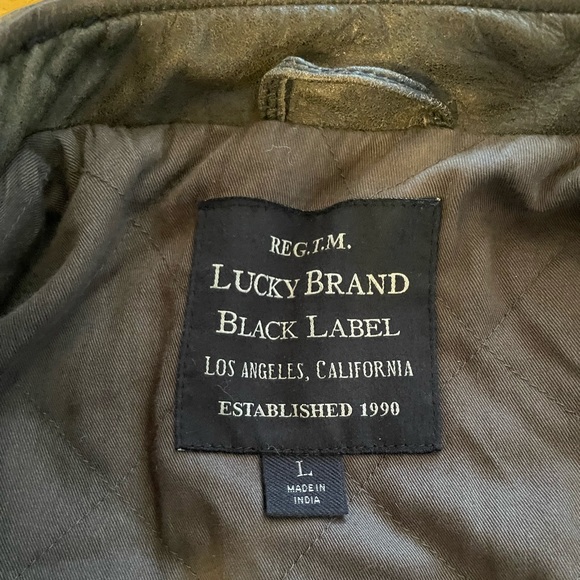 REG.T.M.
LUCKY BRAND
BLACK LABEL
LOS ANGELES, CALIFORNIA
ESTABLISHED 1990
L
MADE IN
INDIA